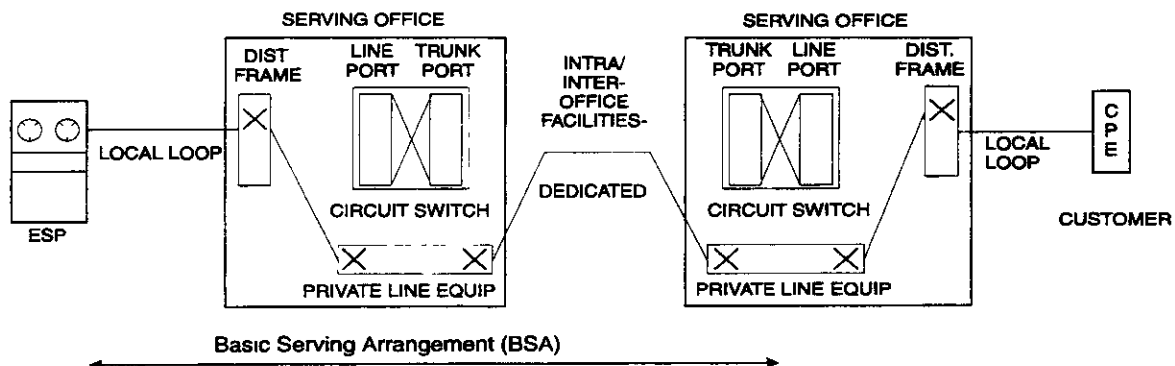 SERVING OFFICE
DIST
FRAME
LINE
PORT
TRUNK
PORT
CIRCUIT SWITCH
PRIVATE LINE EQUIP
LOCAL LOOP
ESP
INTRA/
INTER-
OFFICE
FACILITIES-
DEDICATED
SERVING OFFICE
TRUNK
PORT
LINE
PORT
DIST.
FRAME
CIRCUIT SWITCH
PRIVATE LINE EQUIP
LOCAL
LOOP
C
P
E
CUSTOMER
Basic Serving Arrangement (BSA)